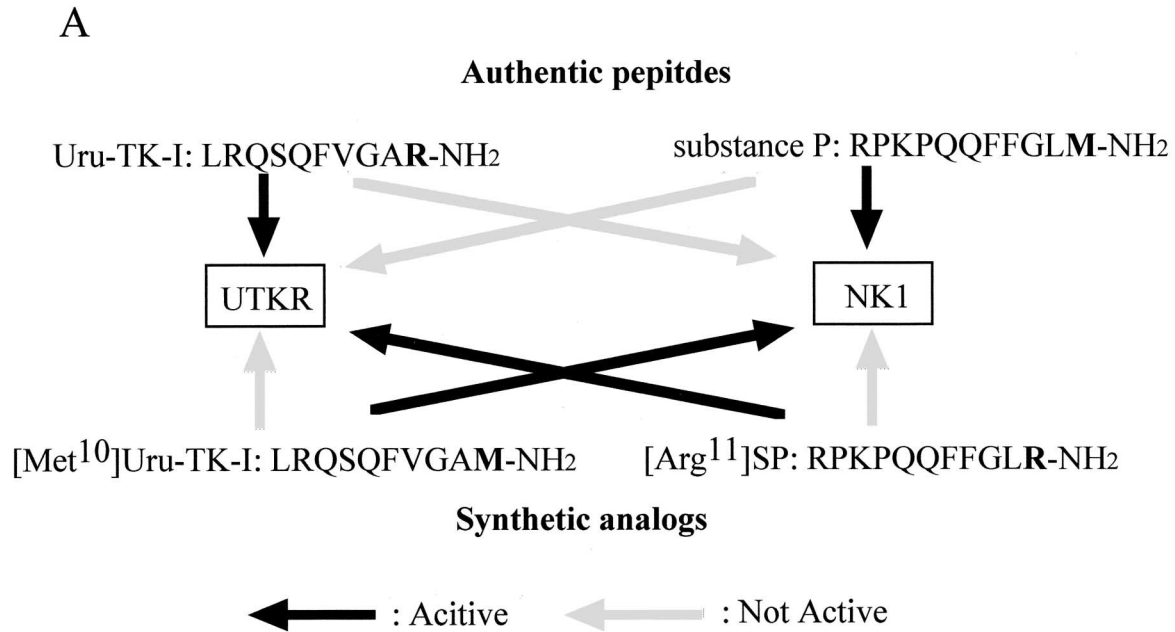 A
Authentic pepitdes
Uru-TK-I: LRQSQFVGAR-NH2 substance P: RPKPQQFFGLM-NH2
UTKR NK1
[Met10]Uru-TK-I: LRQSQFVGAM-NH2 [Arg11]SP: RPKPQQFFGLR-NH2
Synthetic analogs
: Acitive : Not Active